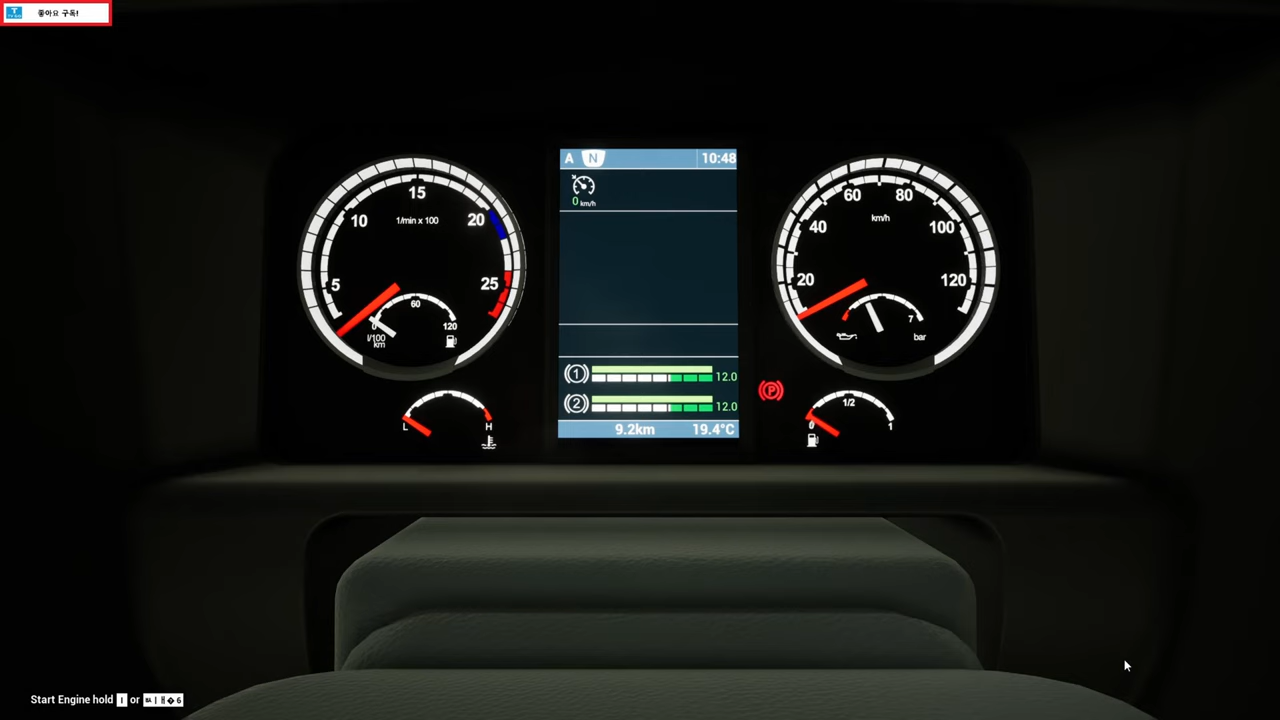 좋아요 구독!
A N 10:48
0 km/h
5 10 15 20 25
1/min x 100
0 60 120
l/100
km
L H
1 12.0
2 12.0
9.2km 19.4°C
20 40 60 80 100 120
km/h
7
bar
P
0 1/2 1
Start Engine hold I or